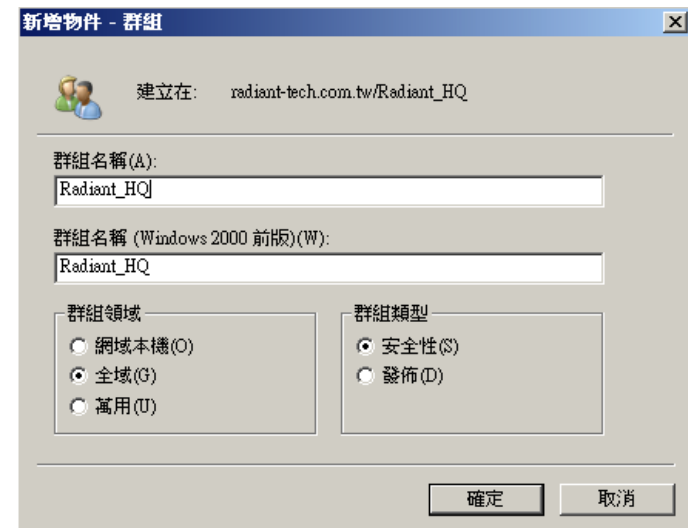 新增物件 - 群組
建立在: radiant-tech.com.tw/Radiant_HQ
群組名稱(A):
Radiant_HQ
群組名稱 (Windows 2000 前版)(W):
Radiant_HQ
群組領域
網域本機(O)
全域(G)
萬用(U)
群組類型
安全性(S)
發佈(D)
確定
取消